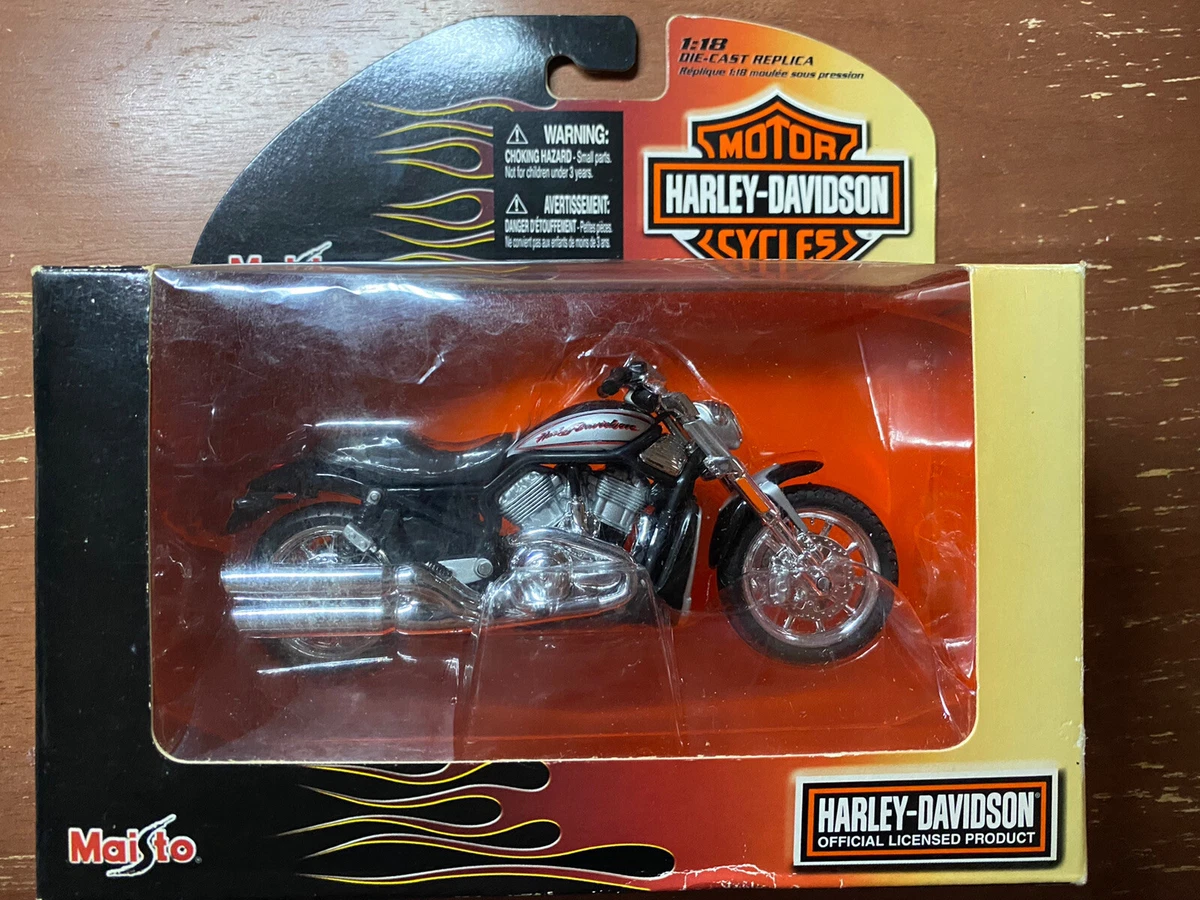 1:18
DIE-CAST REPLICA
Réplique 1:18 moulée sous pression
WARNING:
CHOKING HAZARD - Small parts.
Not for children under 3 years.
AVERTISSEMENT:
DANGER D'ÉTOUFFEMENT - Petites pièces.
Ne convient pas aux enfants de moins de 3 ans.
MOTOR
HARLEY-DAVIDSON
CYCLES
Maisto
Harley-Davidson
Maisto
HARLEY-DAVIDSON®
OFFICIAL LICENSED PRODUCT